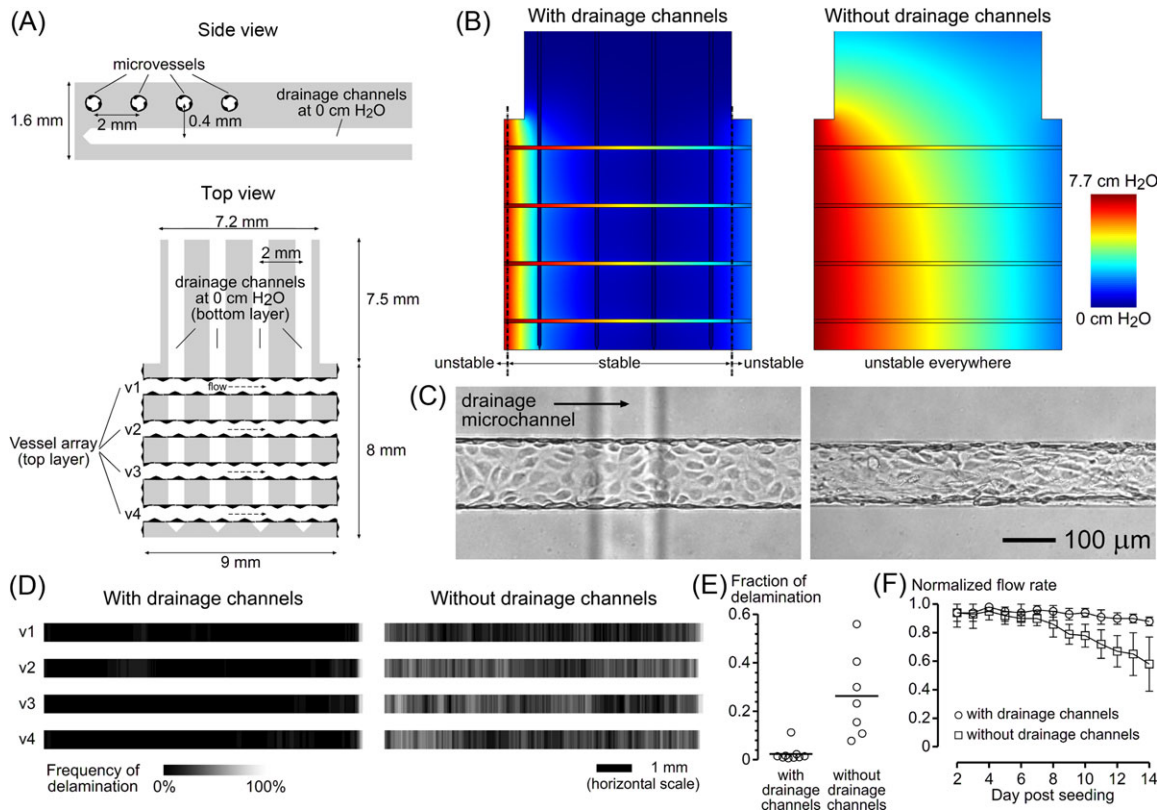 (A)
Side view
microvessels
drainage channels
at 0 cm H2O
1.6 mm
2 mm
0.4 mm
Top view
7.2 mm
2 mm
drainage channels
at 0 cm H2O
(bottom layer)
7.5 mm
v1
flow
v2
Vessel array
(top layer)
v3
v4
8 mm
9 mm
(B)
With drainage channels
Without drainage channels
7.7 cm H2O
0 cm H2O
unstable
stable
unstable
unstable everywhere
(C)
drainage
microchannel
100 μm
(D)
With drainage channels
Without drainage channels
v1
v2
v3
v4
Frequency of
delamination
0%
100%
1 mm
(horizontal scale)
(E)
Fraction of
delamination
0.6
0.4
0.2
0
with
drainage
channels
without
drainage
channels
(F)
Normalized flow rate
1.0
0.8
0.6
0.4
0.2
0
with drainage channels
without drainage channels
2 4 6 8 10 12 14
Day post seeding